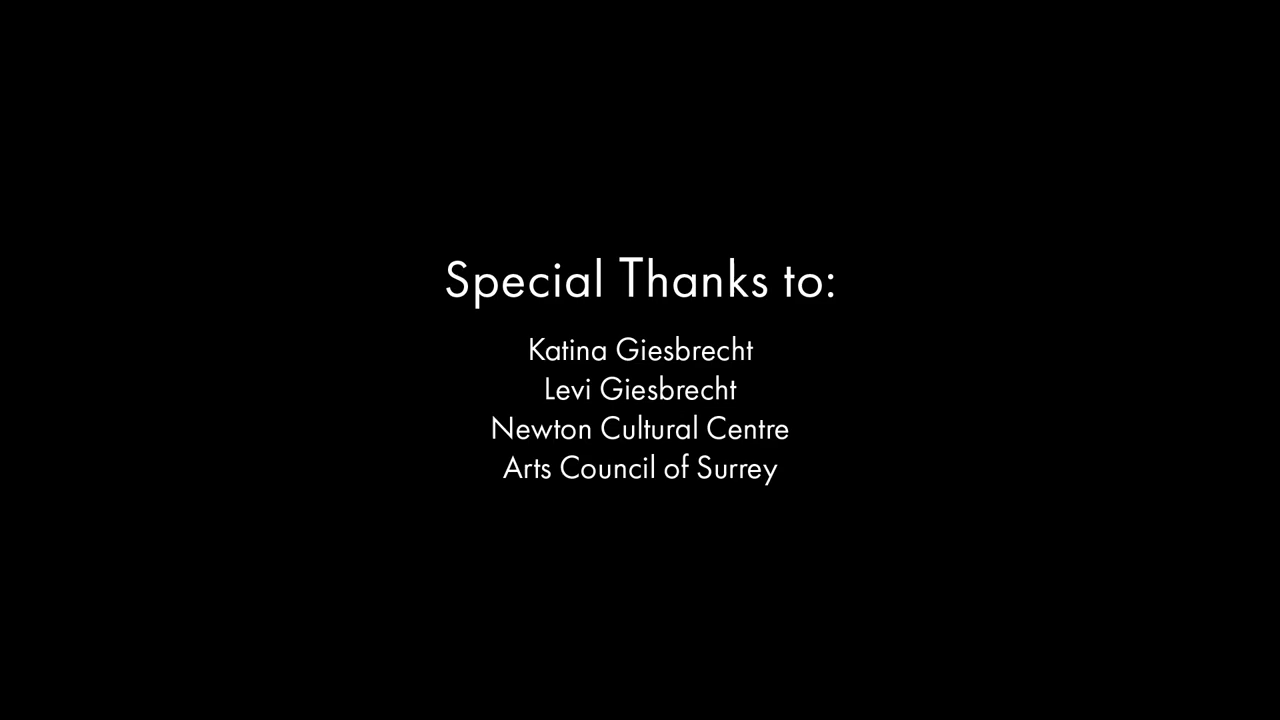 Special Thanks to:
Katina Giesbrecht
Levi Giesbrecht
Newton Cultural Centre
Arts Council of Surrey